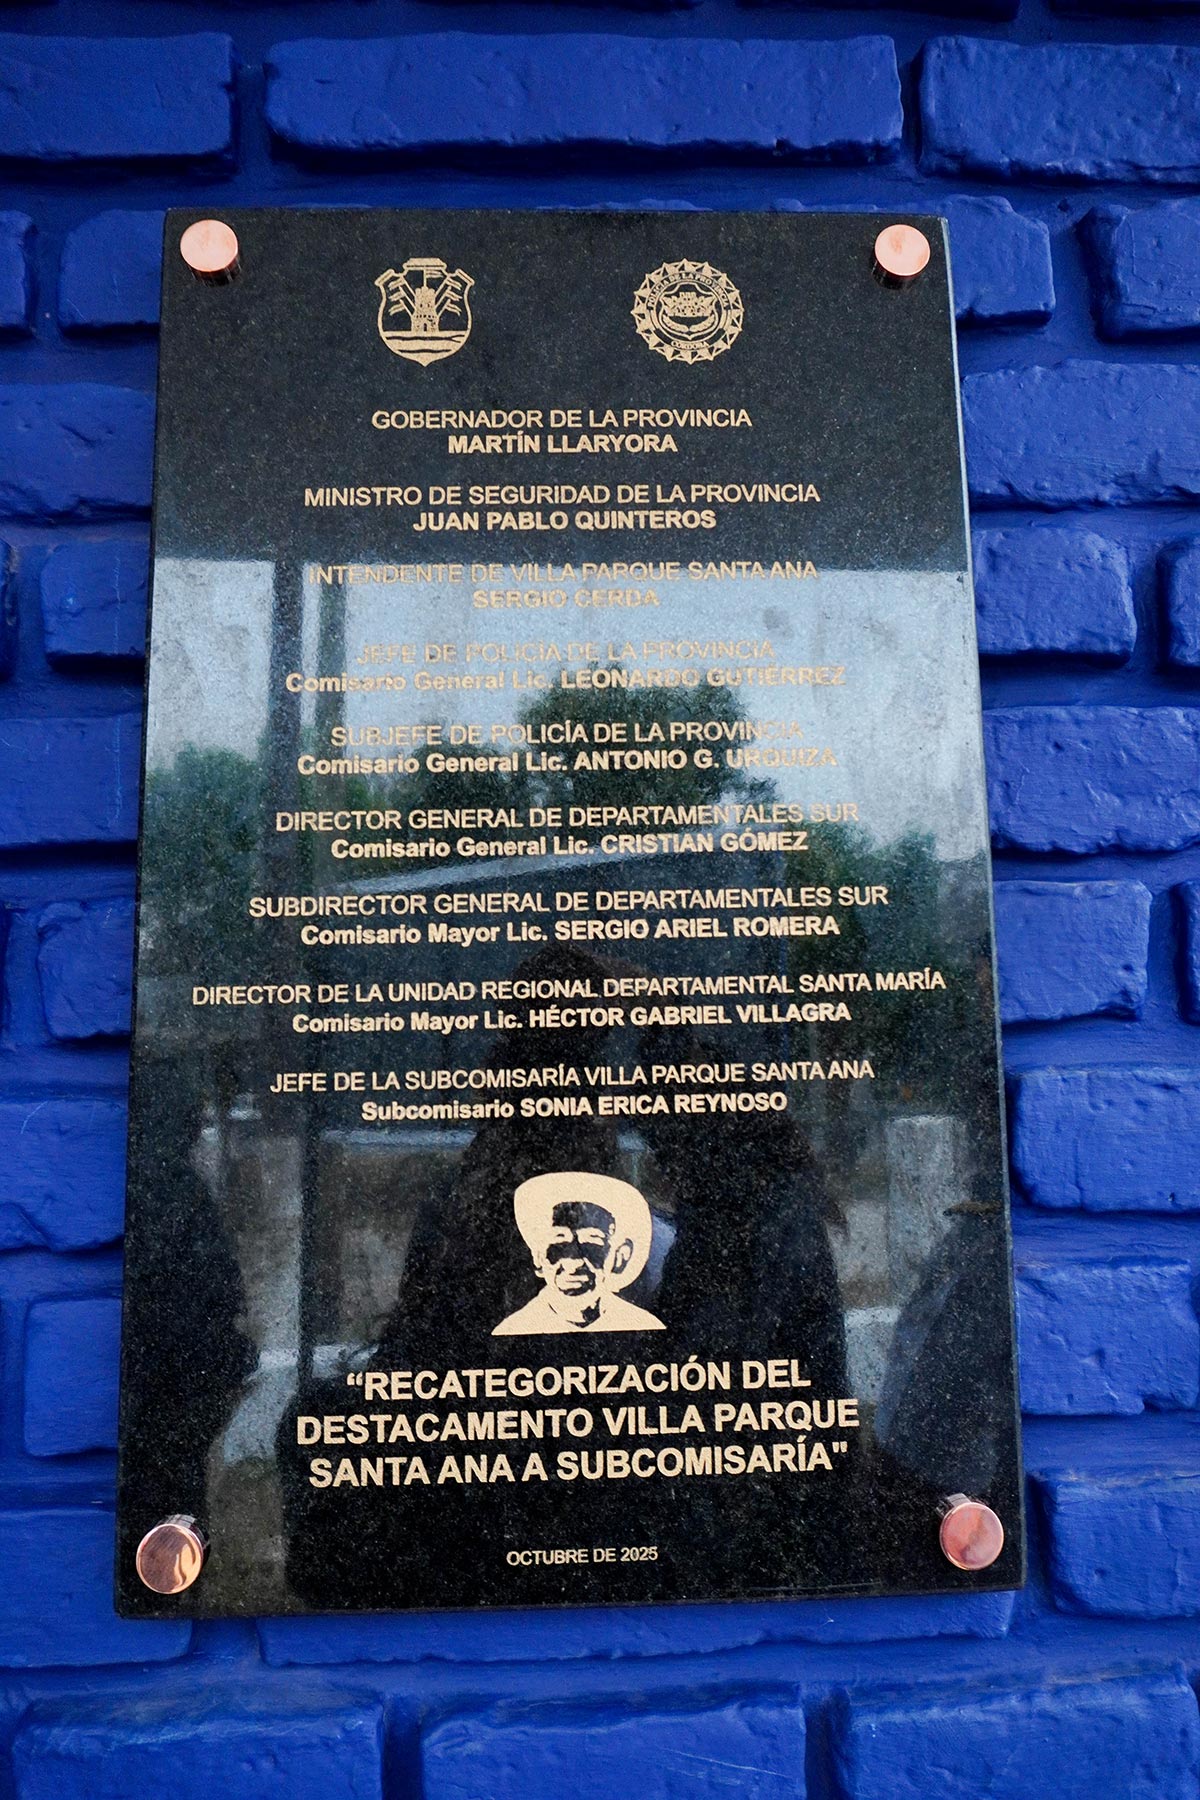 POLICÍA DE LA PROVINCIA
CÓRDOBA
GOBERNADOR DE LA PROVINCIA
MARTÍN LLARYORA
MINISTRO DE SEGURIDAD DE LA PROVINCIA
JUAN PABLO QUINTEROS
INTENDENTE DE VILLA PARQUE SANTA ANA
SERGIO CERDA
JEFE DE POLICÍA DE LA PROVINCIA
Comisario General Lic. LEONARDO GUTIÉRREZ
SUBJEFE DE POLICÍA DE LA PROVINCIA
Comisario General Lic. ANTONIO G. URQUIZA
DIRECTOR GENERAL DE DEPARTAMENTALES SUR
Comisario General Lic. CRISTIAN GÓMEZ
SUBDIRECTOR GENERAL DE DEPARTAMENTALES SUR
Comisario Mayor Lic. SERGIO ARIEL ROMERA
DIRECTOR DE LA UNIDAD REGIONAL DEPARTAMENTAL SANTA MARÍA
Comisario Mayor Lic. HÉCTOR GABRIEL VILLAGRA
JEFE DE LA SUBCOMISARÍA VILLA PARQUE SANTA ANA
Subcomisario SONIA ERICA REYNOSO
“RECATEGORIZACIÓN DEL
DESTACAMENTO VILLA PARQUE
SANTA ANA A SUBCOMISARÍA"
OCTUBRE DE 2025